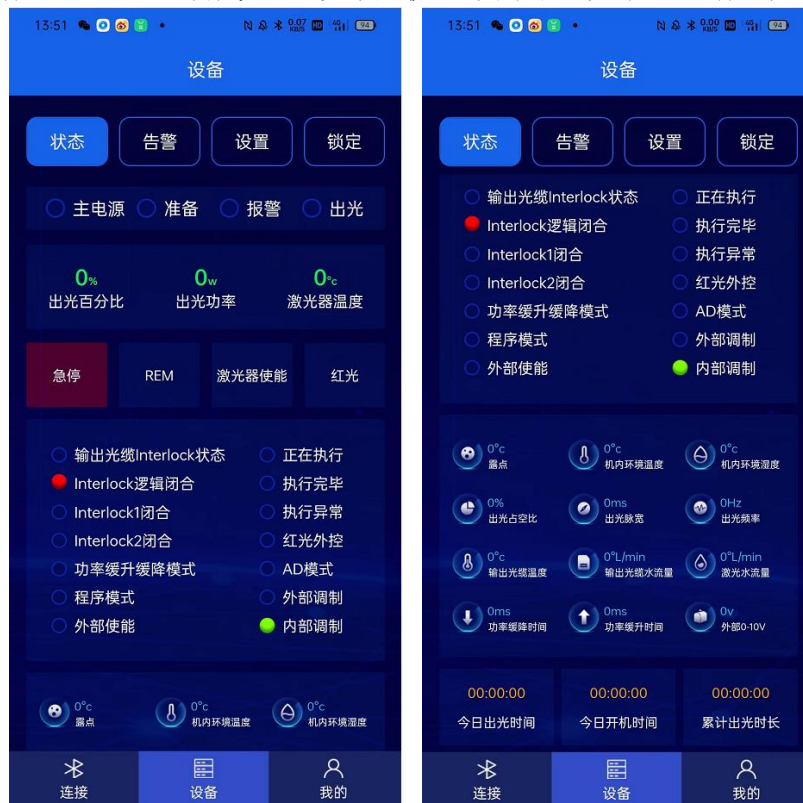 13:51 0.07 KB/S HD 4G 94
设备
状态 告警 设置 锁定
主电源 准备 报警 出光
0% 0w 0°c
出光百分比 出光功率 激光器温度
急停 REM 激光器使能 红光
输出光缆Interlock状态 正在执行
Interlock逻辑闭合 执行完毕
Interlock1闭合 执行异常
Interlock2闭合 红光外控
功率缓升缓降模式 AD模式
程序模式 外部调制
外部使能 内部调制
0°c 0°c 0°c
露点 机内环境温度 机内环境湿度
连接 设备 我的
13:51 0.00 KB/S HD 4G 94
设备
状态 告警 设置 锁定
输出光缆Interlock状态 正在执行
Interlock逻辑闭合 执行完毕
Interlock1闭合 执行异常
Interlock2闭合 红光外控
功率缓升缓降模式 AD模式
程序模式 外部调制
外部使能 内部调制
0°c 0°c 0°c
露点 机内环境温度 机内环境湿度
0% 0ms 0Hz
出光占空比 出光脉宽 出光频率
0°c 0°L/min 0°L/min
输出光缆温度 输出光缆水流量 激光水流量
0ms 0ms 0v
功率缓降时间 功率缓升时间 外部0-10V
00:00:00 00:00:00 00:00:00
今日出光时间 今日开机时间 累计出光时长
连接 设备 我的